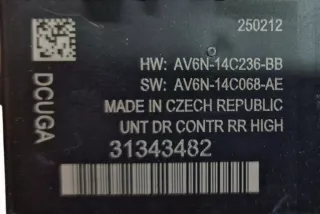 250212
DCUGA
HW: AV6N-14C236-BB
SW: AV6N-14C068-AE
MADE IN CZECH REPUBLIC
UNT DR CONTR RR HIGH
31343482